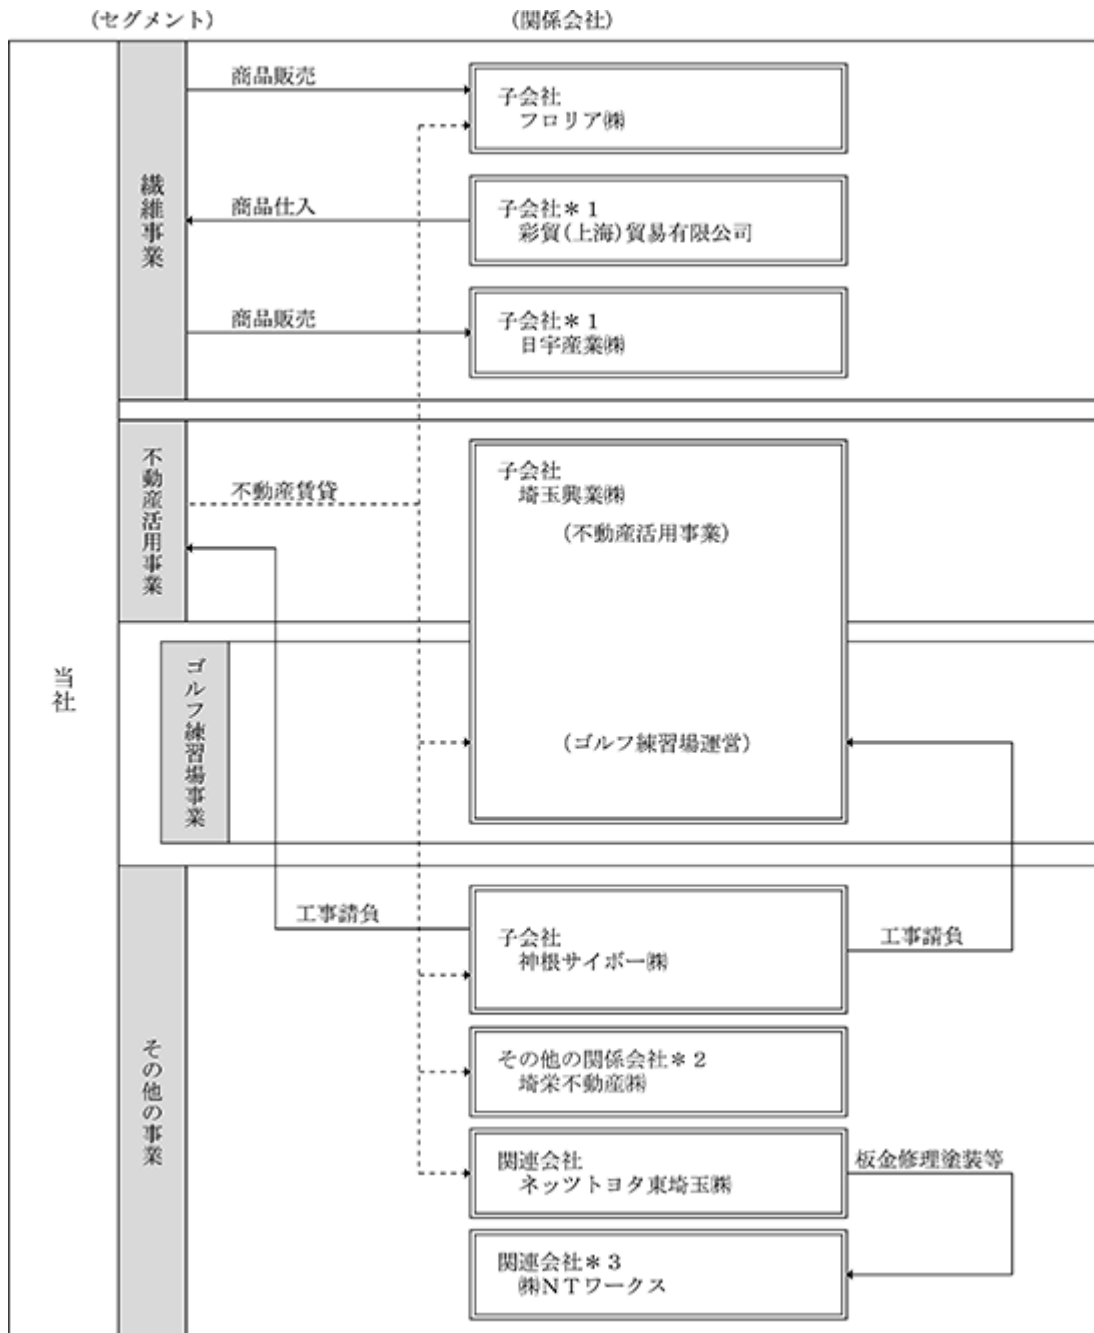 (セグメント)
(関係会社)
当社
繊維事業
商品販売
子会社
フロリア㈱
商品仕入
子会社＊1
彩貿(上海)貿易有限公司
商品販売
子会社＊1
日宇産業㈱
不動産活用事業
不動産賃貸
子会社
埼玉興業㈱
(不動産活用事業)
ゴルフ練習場事業
(ゴルフ練習場運営)
その他の事業
工事請負
子会社
神根サイボー㈱
工事請負
その他の関係会社＊2
埼栄不動産㈱
関連会社
ネッツトヨタ東埼玉㈱
板金修理塗装等
関連会社＊3
㈱NTワークス